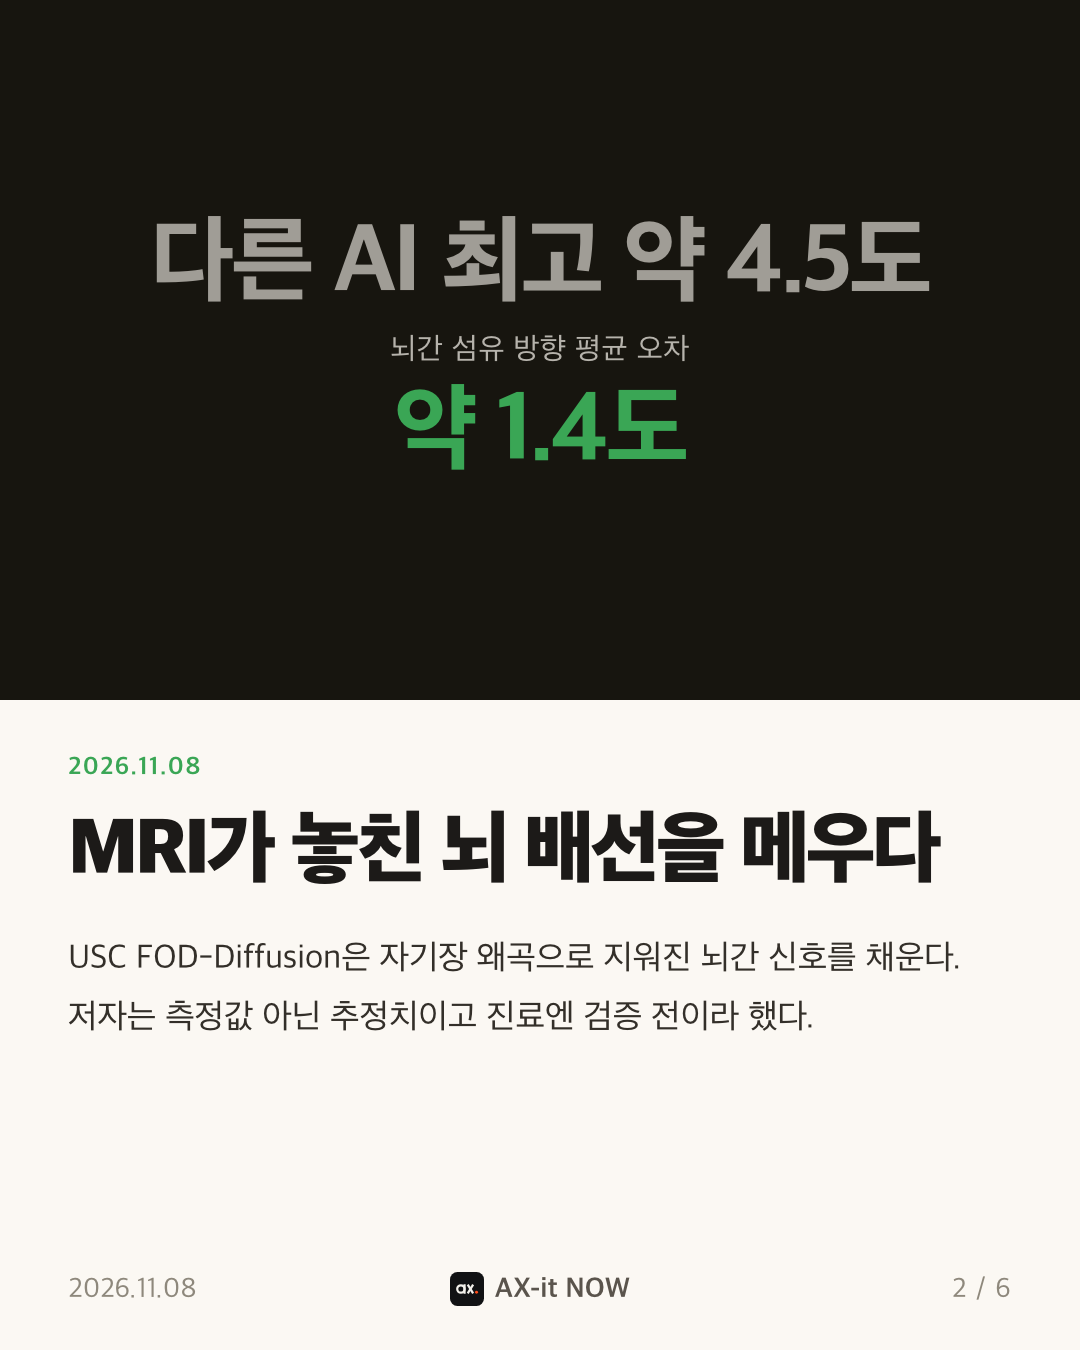 다른 AI 최고 약 4.5도
뇌간 섬유 방향 평균 오차
약 1.4도
2026.11.08
MRI가 놓친 뇌 배선을 메우다
USC FOD-Diffusion은 자기장 왜곡으로 지워진 뇌간 신호를 채운다.
저자는 측정값 아닌 추정치이고 진료엔 검증 전이라 했다.
2026.11.08
ax. AX-it NOW
2 / 6